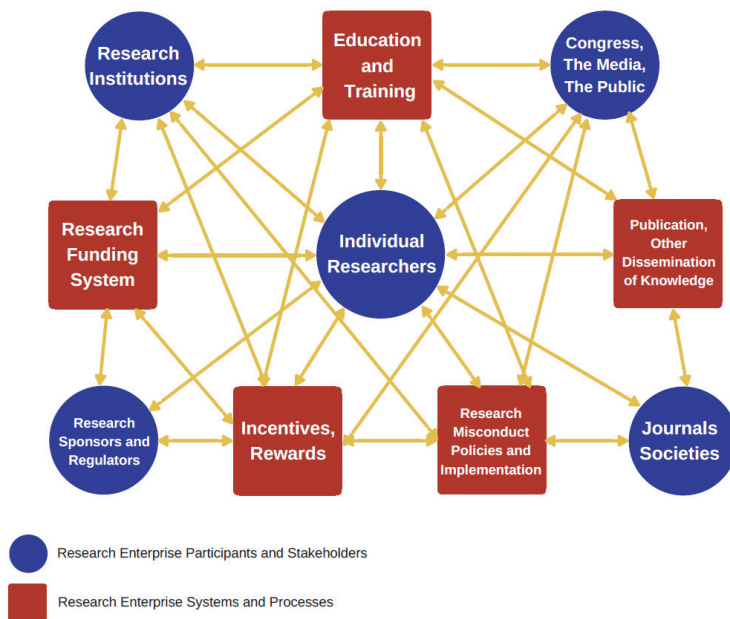 Research
Institutions
Education
and
Training
Congress,
The Media,
The Public
Research
Funding
System
Individual
Researchers
Publication,
Other
Dissemination
of Knowledge
Research
Sponsors and
Regulators
Incentives,
Rewards
Research
Misconduct
Policies and
Implementation
Journals
Societies
Research Enterprise Participants and Stakeholders
Research Enterprise Systems and Processes